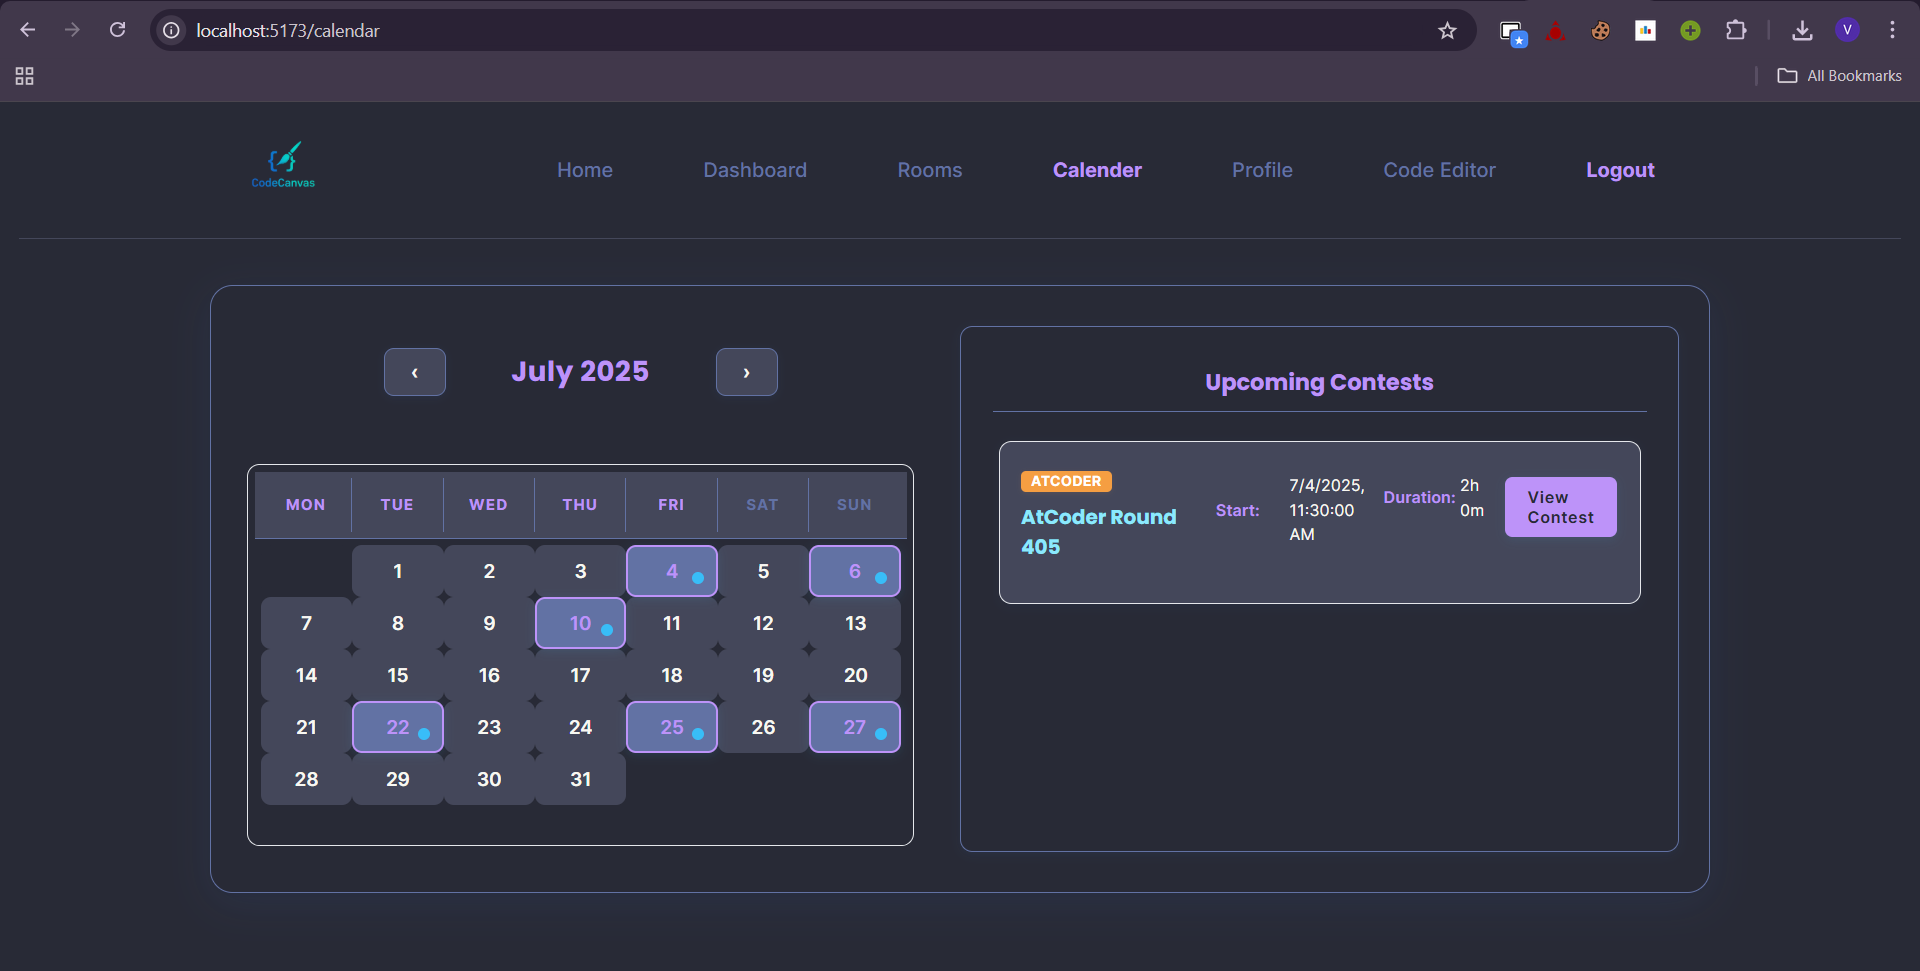 localhost:5173/calendar
V
All Bookmarks
CodeCanvas
Home
Dashboard
Rooms
Calender
Profile
Code Editor
Logout
‹
July 2025
›
MON TUE WED THU FRI SAT SUN
1 2 3 4 5 6
7 8 9 10 11 12 13
14 15 16 17 18 19 20
21 22 23 24 25 26 27
28 29 30 31
Upcoming Contests
ATCODER
AtCoder Round
405
Start:
7/4/2025,
11:30:00
AM
Duration:
2h
0m
View
Contest